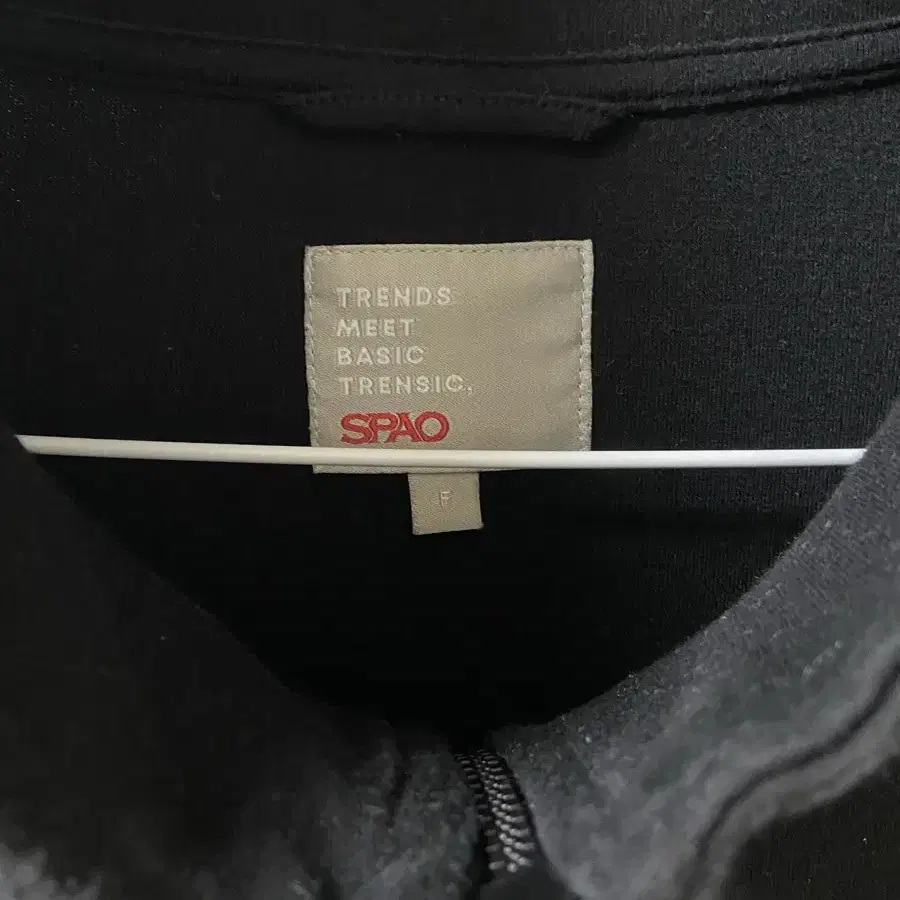 TRENDS
MEET
BASIC
TRENSIC,
SPAO
F